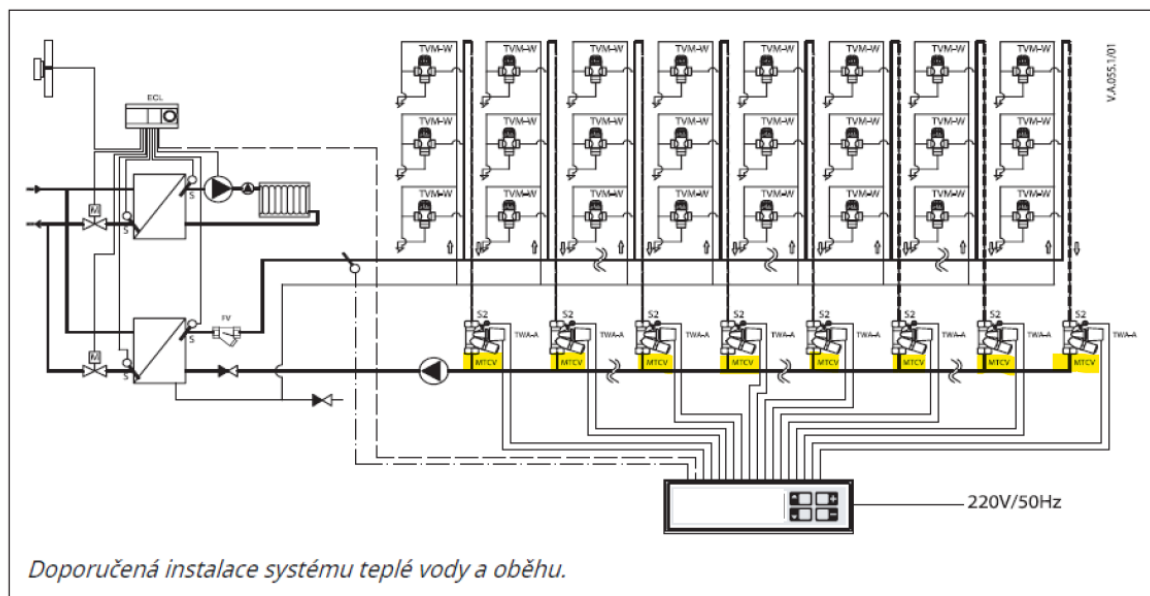 TVM-W TVM-W TVM-W TVM-W TVM-W TVM-W TVM-W TVM-W
V.A.055.1/01
ECL
TVM-W TVM-W TVM-W TVM-W TVM-W TVM-W TVM-W TVM-W
TVM-W TVM-W TVM-W TVM-W TVM-W TVM-W TVM-W TVM-W
S
M
S
FV
S2 S2 S2 S2 S2 S2 S2 S2
S
TWA-A TWA-A TWA-A TWA-A TWA-A TWA-A TWA-A TWA-A
M
MTCV MTCV MTCV MTCV MTCV MTCV MTCV MTCV
S
220V/50Hz
Doporučená instalace systému teplé vody a oběhu.